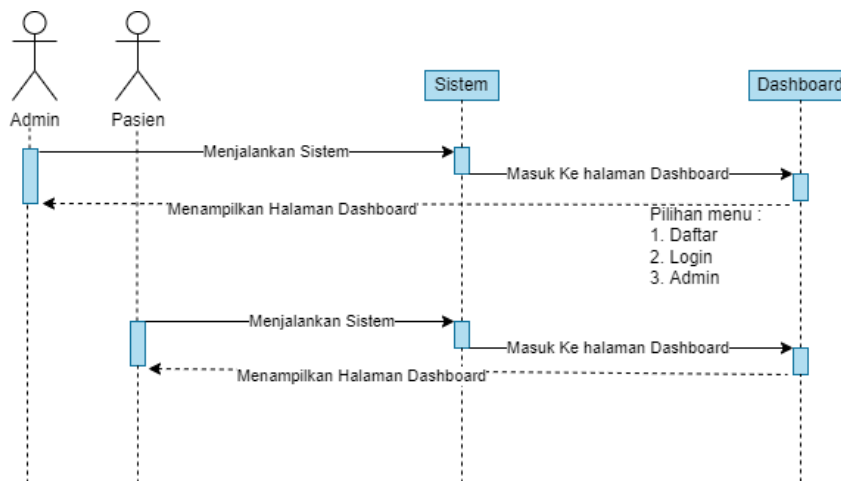 Sistem
Dashboard
Admin
Pasien
Menjalankan Sistem
Masuk Ke halaman Dashboard
Menampilkan Halaman Dashboard
Pilihan menu :
1. Daftar
2. Login
3. Admin
Menjalankan Sistem
Masuk Ke halaman Dashboard
Menampilkan Halaman Dashboard